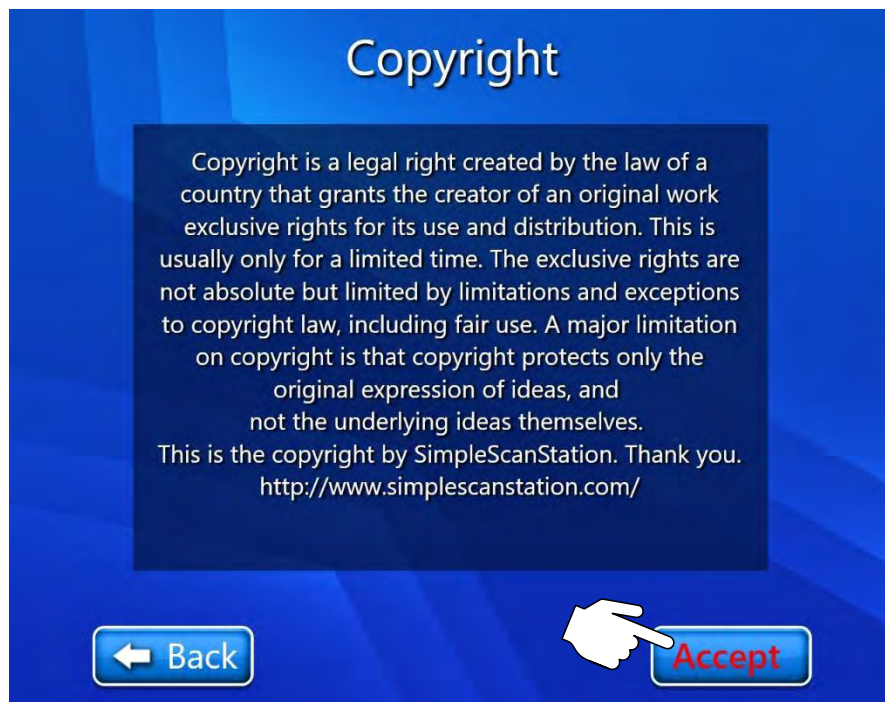 Copyright
Copyright is a legal right created by the law of a
country that grants the creator of an original work
exclusive rights for its use and distribution. This is
usually only for a limited time. The exclusive rights are
not absolute but limited by limitations and exceptions
to copyright law, including fair use. A major limitation
on copyright is that copyright protects only the
original expression of ideas, and
not the underlying ideas themselves.
This is the copyright by SimpleScanStation. Thank you.
http://www.simplescanstation.com/
Back
Accept